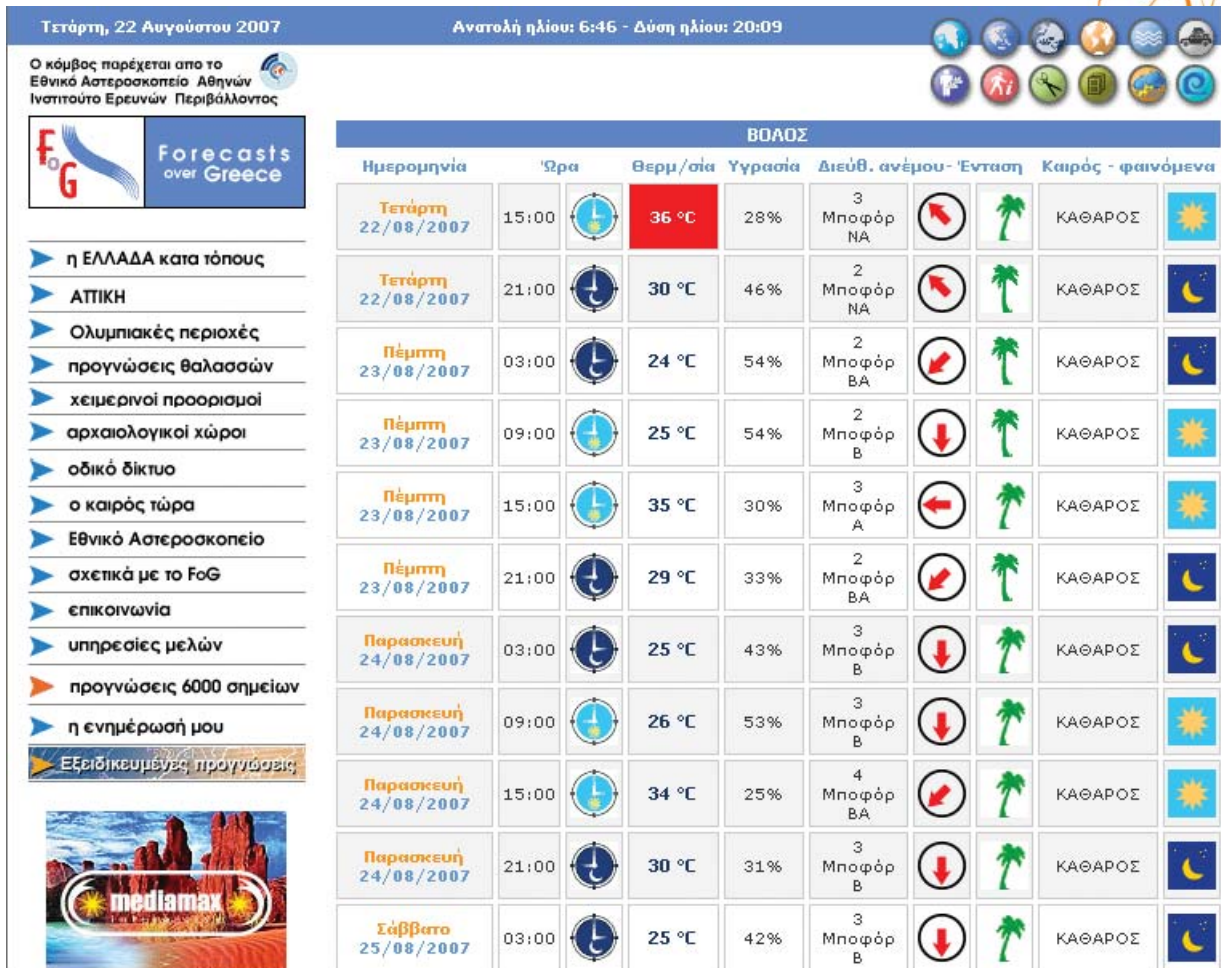 Τετάρτη, 22 Αυγούστου 2007
Ανατολή ηλίου: 6:46 - Δύση ηλίου: 20:09
Ο κόμβος παρέχεται απο το
Εθνικό Αστεροσκοπείο Αθηνών
Ινστιτούτο Ερευνών Περιβάλλοντος
FoG
Forecasts
over Greece
η ΕΛΛΑΔΑ κατα τόπους
ΑΤΤΙΚΗ
Ολυμπιακές περιοχές
προγνώσεις θαλασσών
χειμερινοί προορισμοί
αρχαιολογικοί χώροι
οδικό δίκτυο
ο καιρός τώρα
Εθνικό Αστεροσκοπείο
σχετικά με το FoG
επικοινωνία
υπηρεσίες μελών
προγνώσεις 6000 σημείων
η ενημέρωσή μου
Εξειδικευμένες προγνώσεις
mediamax
ΒΟΛΟΣ
Ημερομηνία Ώρα Θερμ/σία Υγρασία Διεύθ. ανέμου- Ένταση Καιρός - φαινόμενα
Τετάρτη
22/08/2007 15:00 36 °C 28% 3 Μποφόρ ΝΑ ΚΑΘΑΡΟΣ
Τετάρτη
22/08/2007 21:00 30 °C 46% 2 Μποφόρ ΝΑ ΚΑΘΑΡΟΣ
Πέμπτη
23/08/2007 03:00 24 °C 54% 2 Μποφόρ ΒΑ ΚΑΘΑΡΟΣ
Πέμπτη
23/08/2007 09:00 25 °C 54% 2 Μποφόρ Β ΚΑΘΑΡΟΣ
Πέμπτη
23/08/2007 15:00 35 °C 30% 3 Μποφόρ Α ΚΑΘΑΡΟΣ
Πέμπτη
23/08/2007 21:00 29 °C 33% 2 Μποφόρ ΒΑ ΚΑΘΑΡΟΣ
Παρασκευή
24/08/2007 03:00 25 °C 43% 3 Μποφόρ Β ΚΑΘΑΡΟΣ
Παρασκευή
24/08/2007 09:00 26 °C 53% 3 Μποφόρ Β ΚΑΘΑΡΟΣ
Παρασκευή
24/08/2007 15:00 34 °C 25% 4 Μποφόρ ΒΑ ΚΑΘΑΡΟΣ
Παρασκευή
24/08/2007 21:00 30 °C 31% 3 Μποφόρ Β ΚΑΘΑΡΟΣ
Σάββατο
25/08/2007 03:00 25 °C 42% 3 Μποφόρ Β ΚΑΘΑΡΟΣ